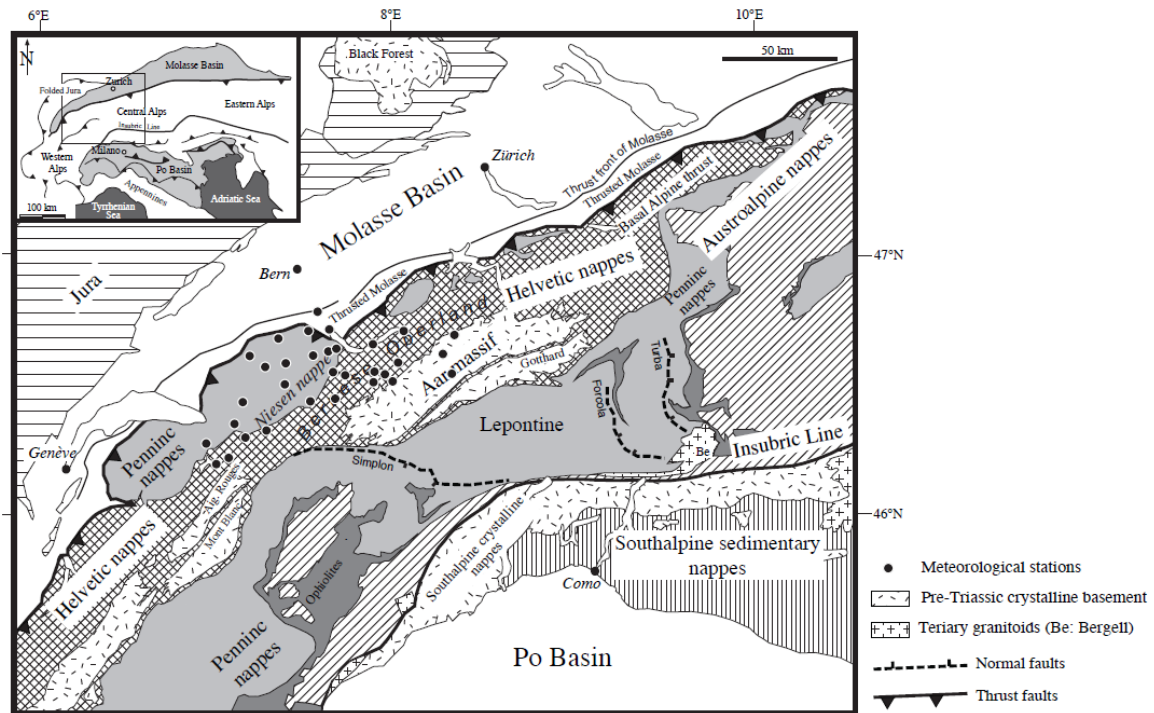 6°E
8°E
10°E
N
Molasse Basin
Zurich
Folded Jura
Central Alps
Eastern Alps
Insubric Line
Milano
Western
Alps
Po Basin
Appennines
Adriatic Sea
Tyrrhenian
Sea
100 km
Black Forest
50 km
Zürich
Thrust front of Molasse
Thrusted Molasse
Basal Alpine thrust
Austroalpine nappes
Molasse Basin
47°N
Bern
Jura
Thrusted Molasse
Helvetic nappes
Penninc
nappes
Berner Oberland
Aar massif
Gotthard
Turba
Niesen nappe
Forcola
Lepontine
Genève
Penninc
nappes
Be
Insubric Line
Simplon
Aig. Rouges
Mont Blanc
46°N
Helvetic nappes
Southalpine crystalline
nappes
Southalpine sedimentary
nappes
Como
Ophiolites
Penninc
nappes
Po Basin
Meteorological stations
Pre-Triassic crystalline basement
Teriary granitoids (Be: Bergell)
Normal faults
Thrust faults